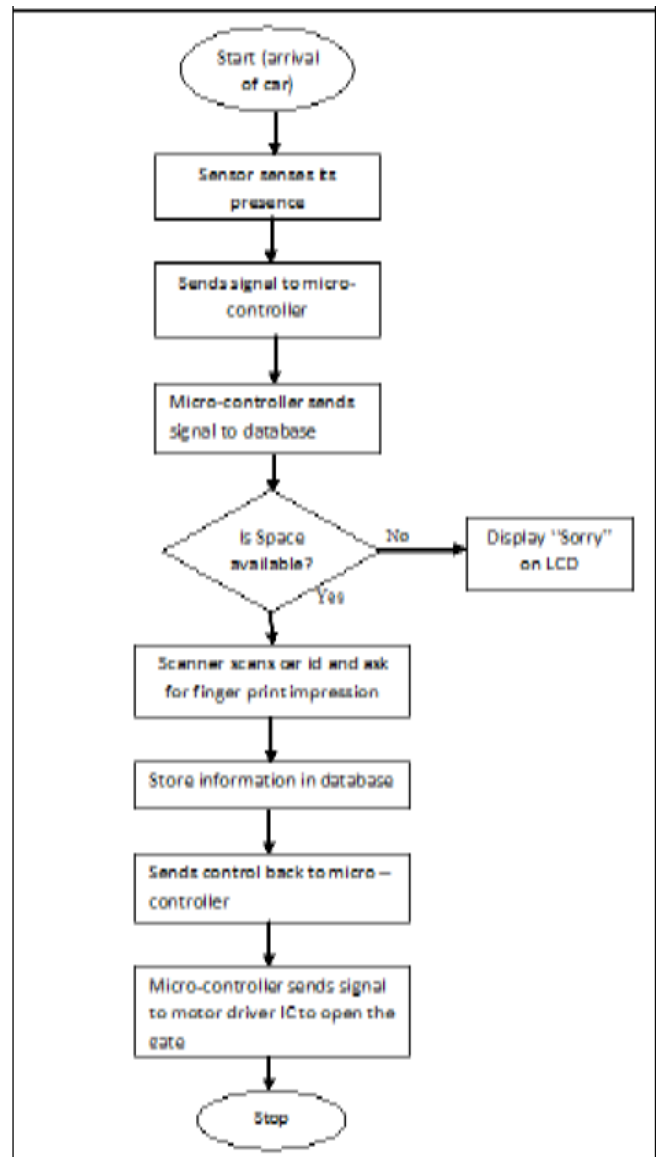 Start (arrival
of car)
Sensor senses its
presence
Sends signal to micro-
controller
Micro-controller sends
signal to database
Is Space
available?
No
Display "Sorry"
on LCD
Yes
Scanner scans car id and ask
for finger print impression
Store information in database
Sends control back to micro –
controller
Micro-controller sends signal
to motor driver IC to open the
gate
Stop